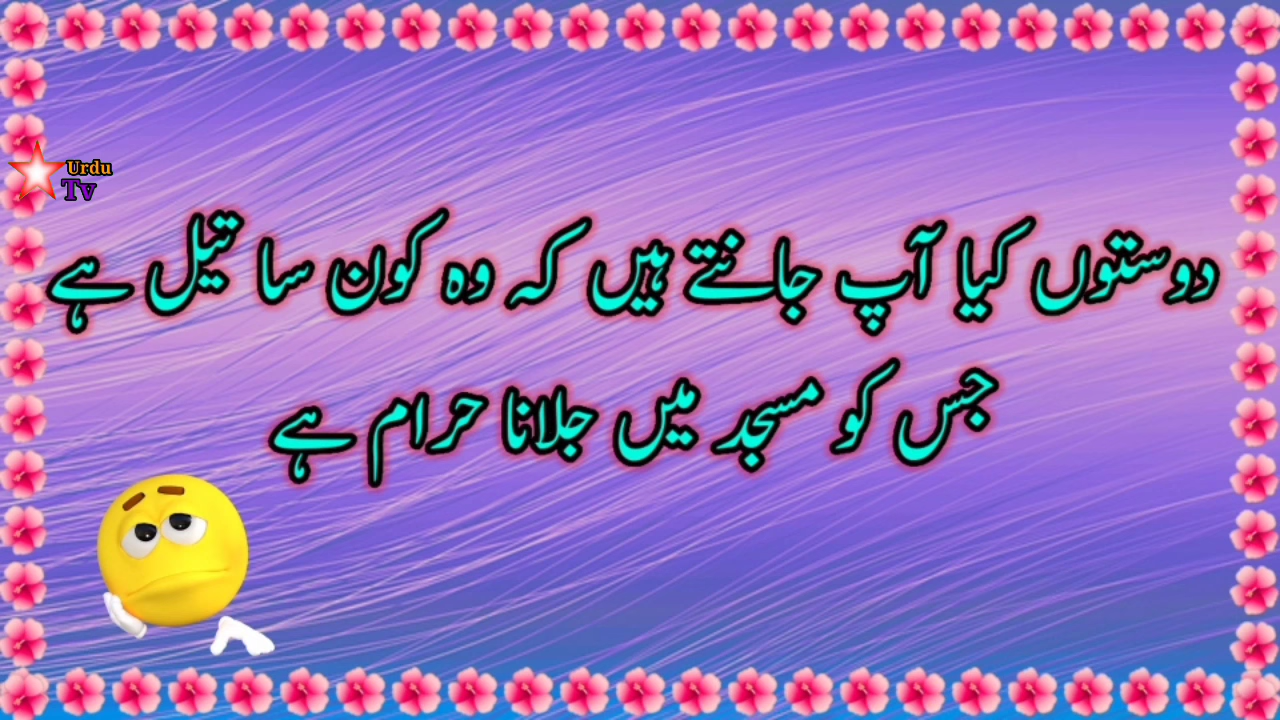 Urdu
Tv
دوستوں کیا آپ جانتے ہیں کہ وہ کون سا تیل ہے
جس کو مسجد میں جلانا حرام ہے